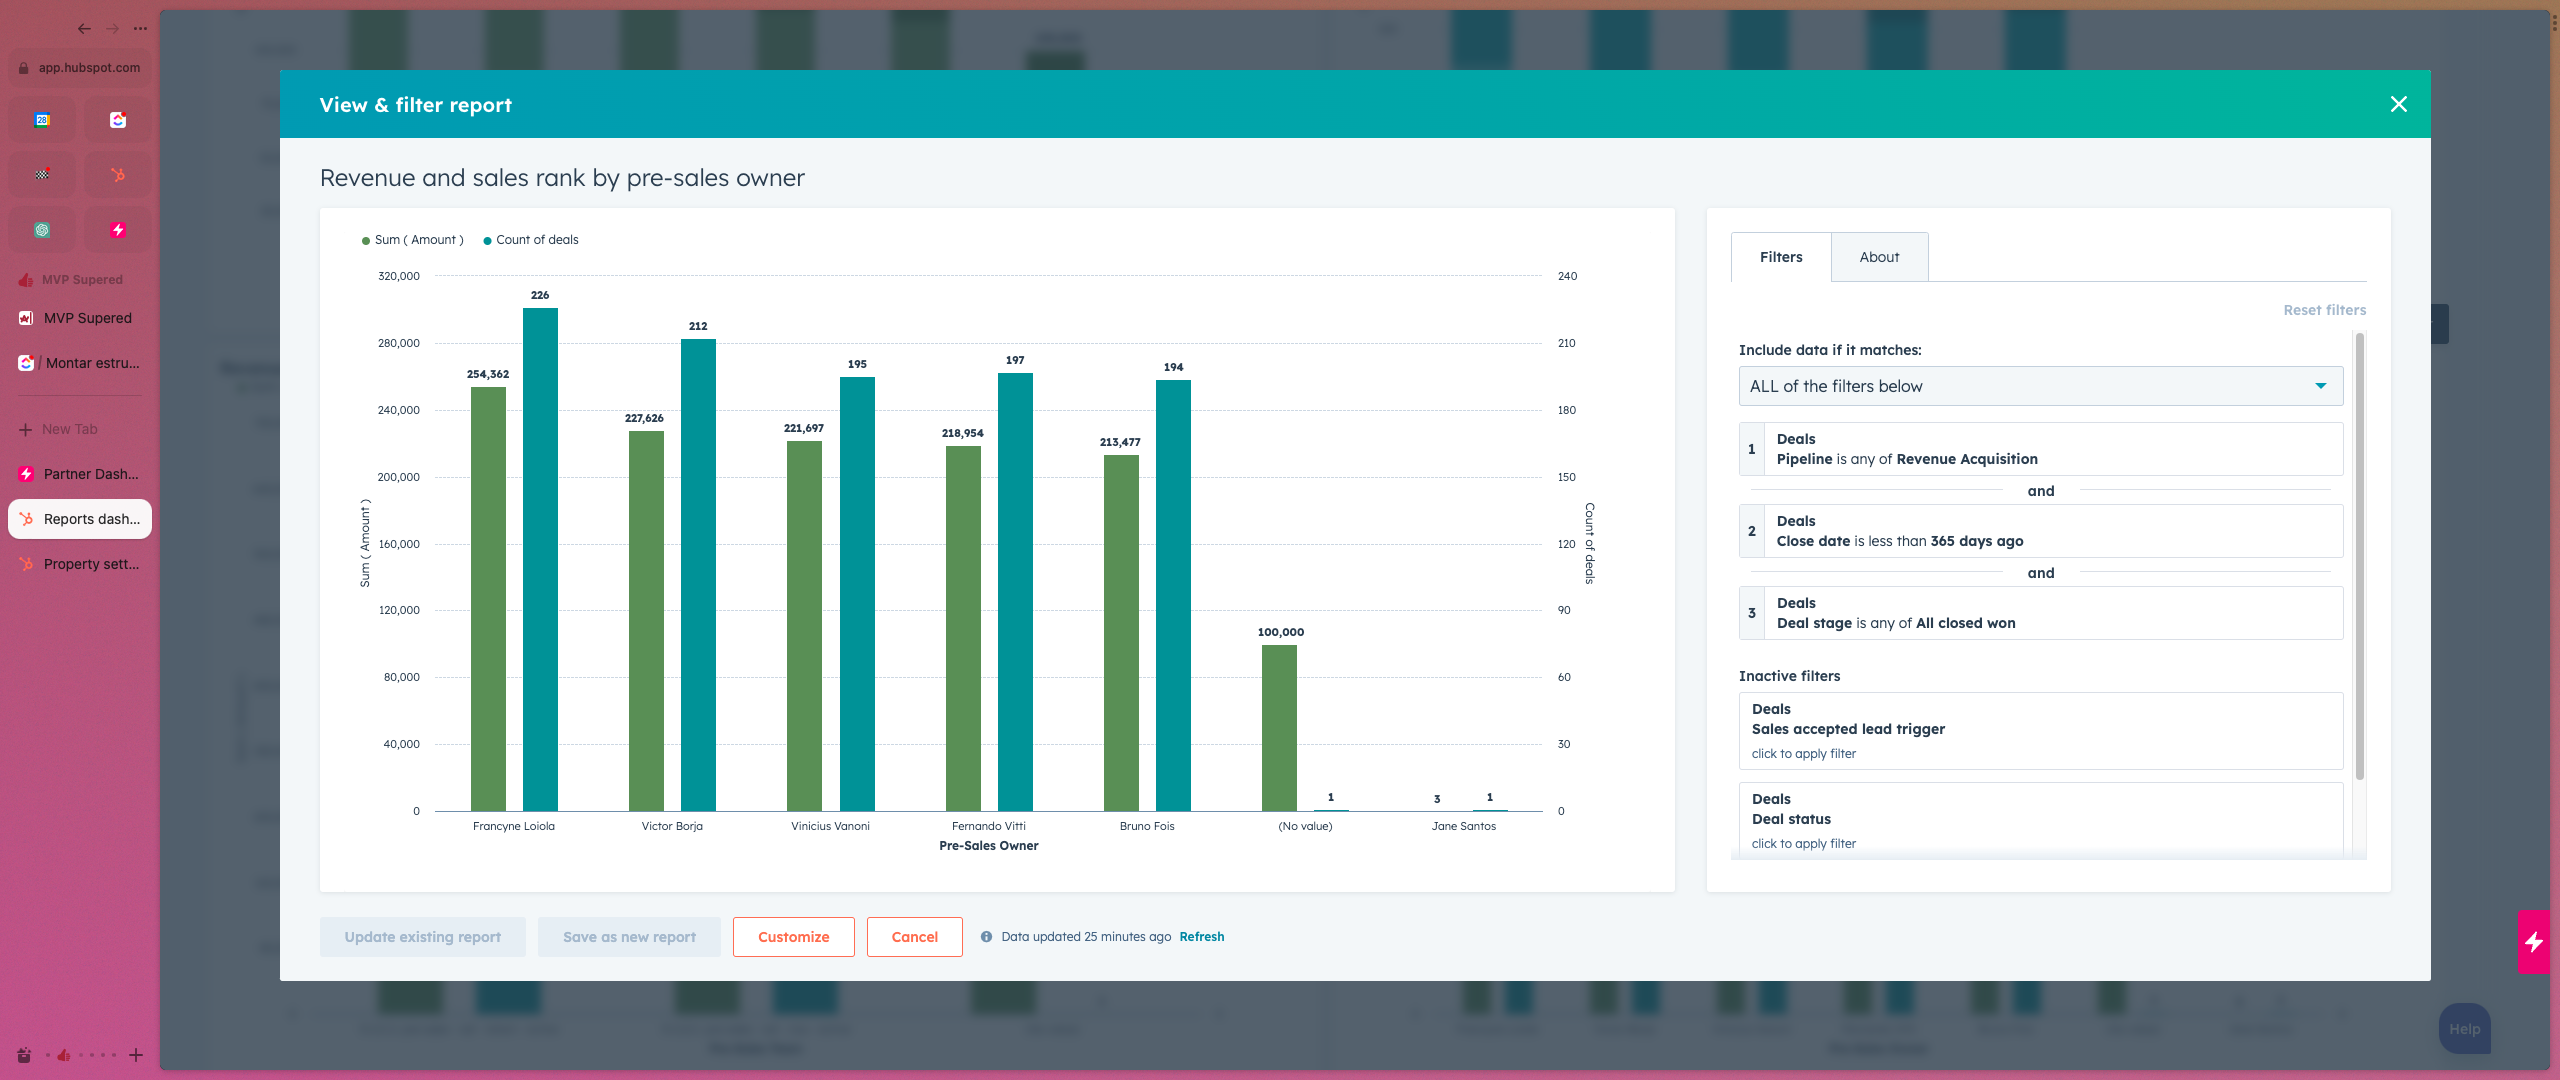 app.hubspot.com
28
MVP Supered
MVP Supered
/ Montar estru...
New Tab
Partner Dash...
Reports dash...
Property sett...
View & filter report
Revenue and sales rank by pre-sales owner
Sum ( Amount )
Count of deals
320,000
280,000
240,000
200,000
160,000
120,000
80,000
40,000
0
Sum ( Amount )
254,362
226
227,626
212
221,697
195
218,954
197
213,477
194
100,000
1
3
1
240
210
180
150
120
90
60
30
0
Count of deals
Francyne Loiola
Victor Borja
Vinicius Vanoni
Fernando Vitti
Bruno Fois
(No value)
Jane Santos
Pre-Sales Owner
Filters
About
Reset filters
Include data if it matches:
ALL of the filters below
1
Deals
Pipeline is any of Revenue Acquisition
and
2
Deals
Close date is less than 365 days ago
and
3
Deals
Deal stage is any of All closed won
Inactive filters
Deals
Sales accepted lead trigger
click to apply filter
Deals
Deal status
click to apply filter
Update existing report
Save as new report
Customize
Cancel
Data updated 25 minutes ago
Refresh
Help